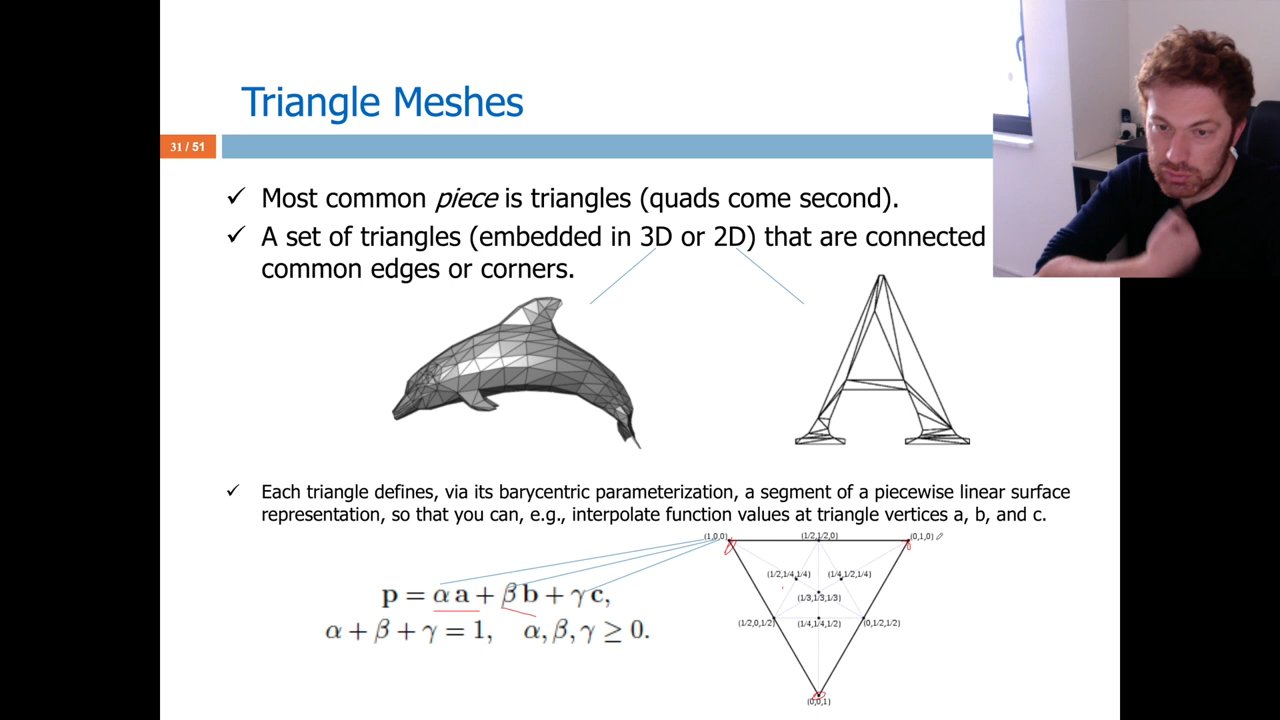 Triangle Meshes
31 / 51
✓ Most common piece is triangles (quads come second).
✓ A set of triangles (embedded in 3D or 2D) that are connected
common edges or corners.
✓ Each triangle defines, via its barycentric parameterization, a segment of a piecewise linear surface
representation, so that you can, e.g., interpolate function values at triangle vertices a, b, and c.
(1,0,0) (1/2,1/2,0) (0,1,0)
(1/2,1/4,1/4) (1/4,1/2,1/4)
p = α a + β b + γ c,
(1/3,1/3,1/3)
(1/2,0,1/2) (1/4,1/4,1/2) (0,1/2,1/2)
α + β + γ = 1, α, β, γ ≥ 0.
(0,0,1)